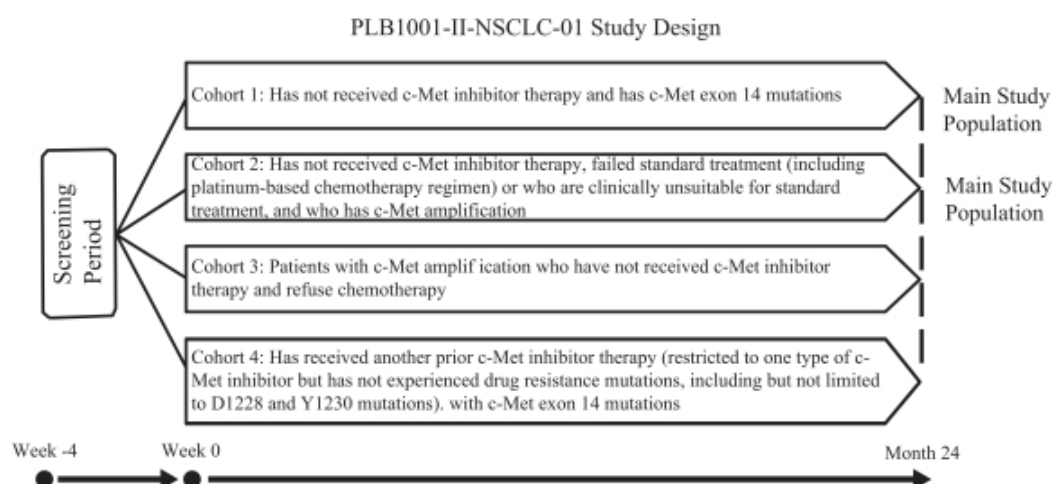 PLB1001-II-NSCLC-01 Study Design
Screening
Period
Cohort 1: Has not received c-Met inhibitor therapy and has c-Met exon 14 mutations
Main Study
Population
Cohort 2: Has not received c-Met inhibitor therapy, failed standard treatment (including
platinum-based chemotherapy regimen) or who are clinically unsuitable for standard
treatment, and who has c-Met amplification
Main Study
Population
Cohort 3: Patients with c-Met amplif ication who have not received c-Met inhibitor
therapy and refuse chemotherapy
Cohort 4: Has received another prior c-Met inhibitor therapy (restricted to one type of c-
Met inhibitor but has not experienced drug resistance mutations, including but not limited
to D1228 and Y1230 mutations). with c-Met exon 14 mutations
Week -4
Week 0
Month 24